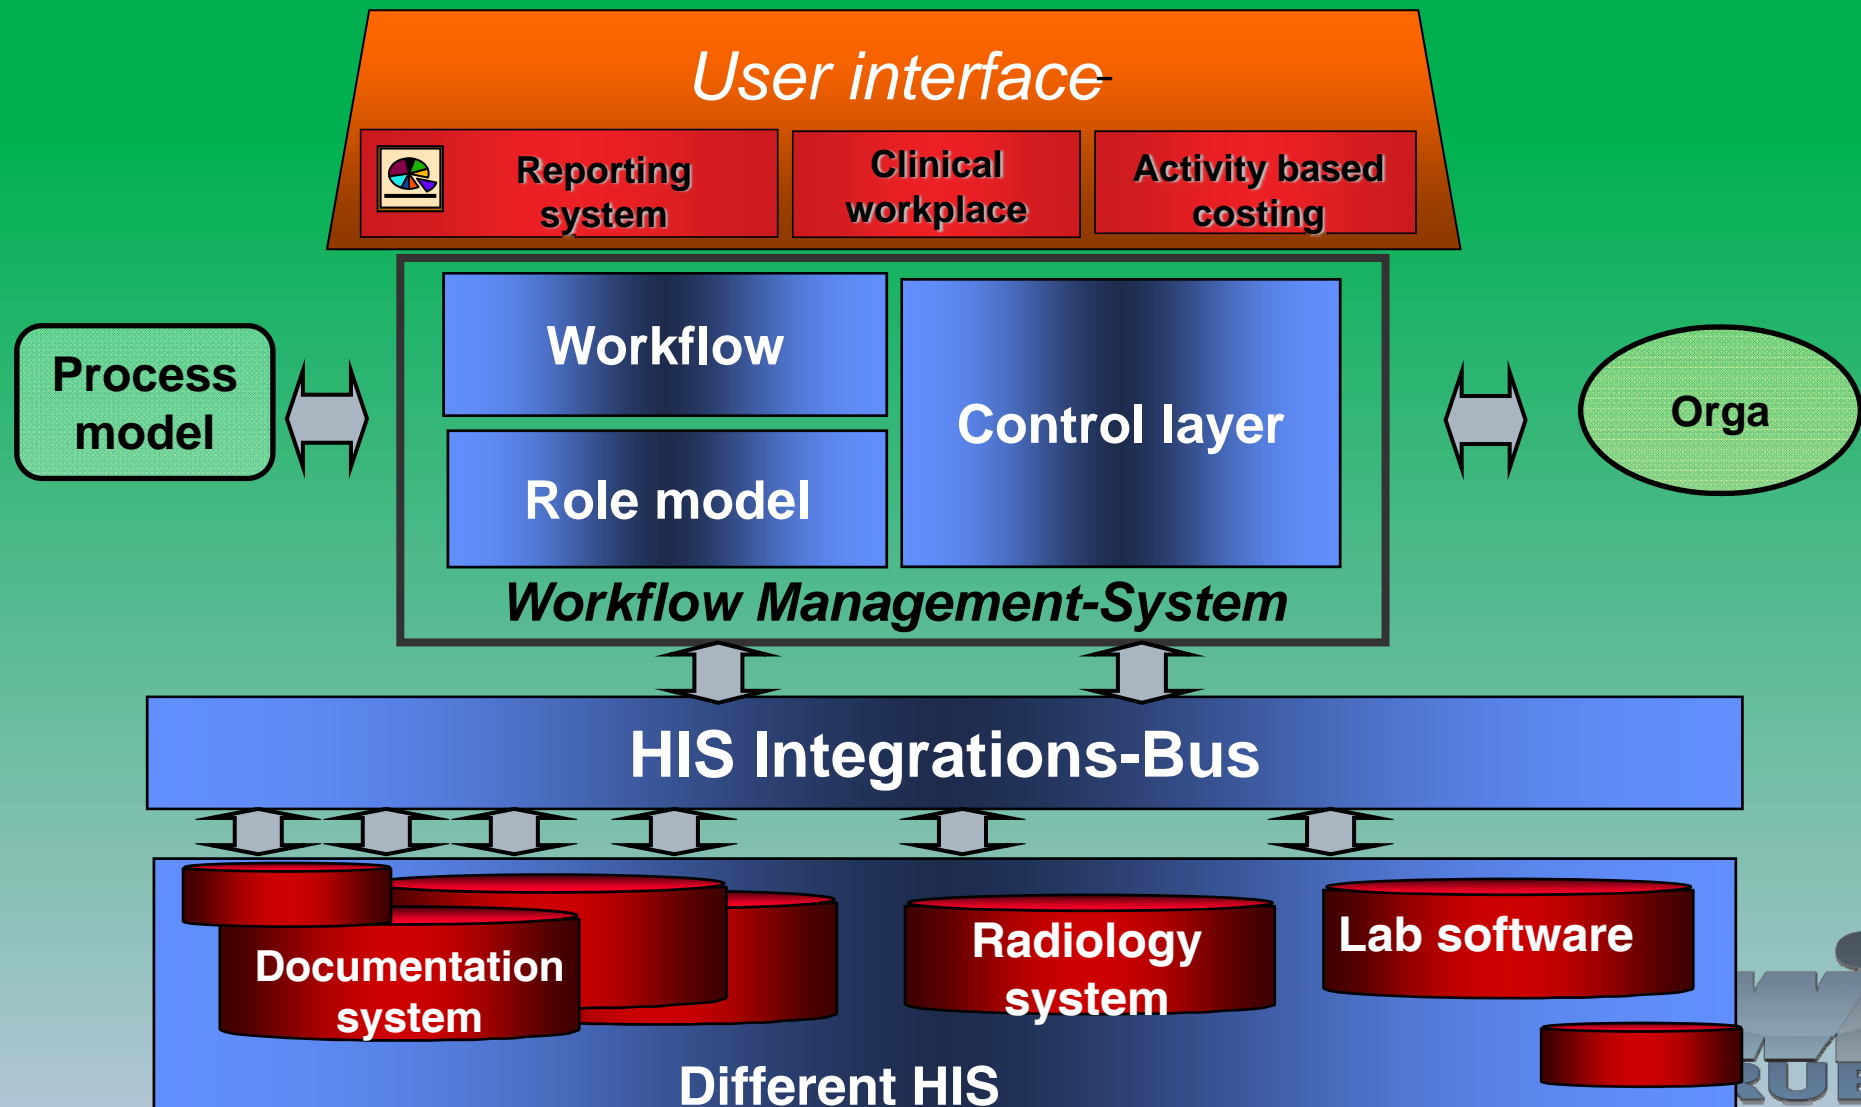 User interface-
Reporting
system
Clinical
workplace
Activity based
costing
Process
model
Workflow
Role model
Control layer
Orga
Workflow Management-System
HIS Integrations-Bus
Documentation
system
Radiology
system
Lab software
Different HIS